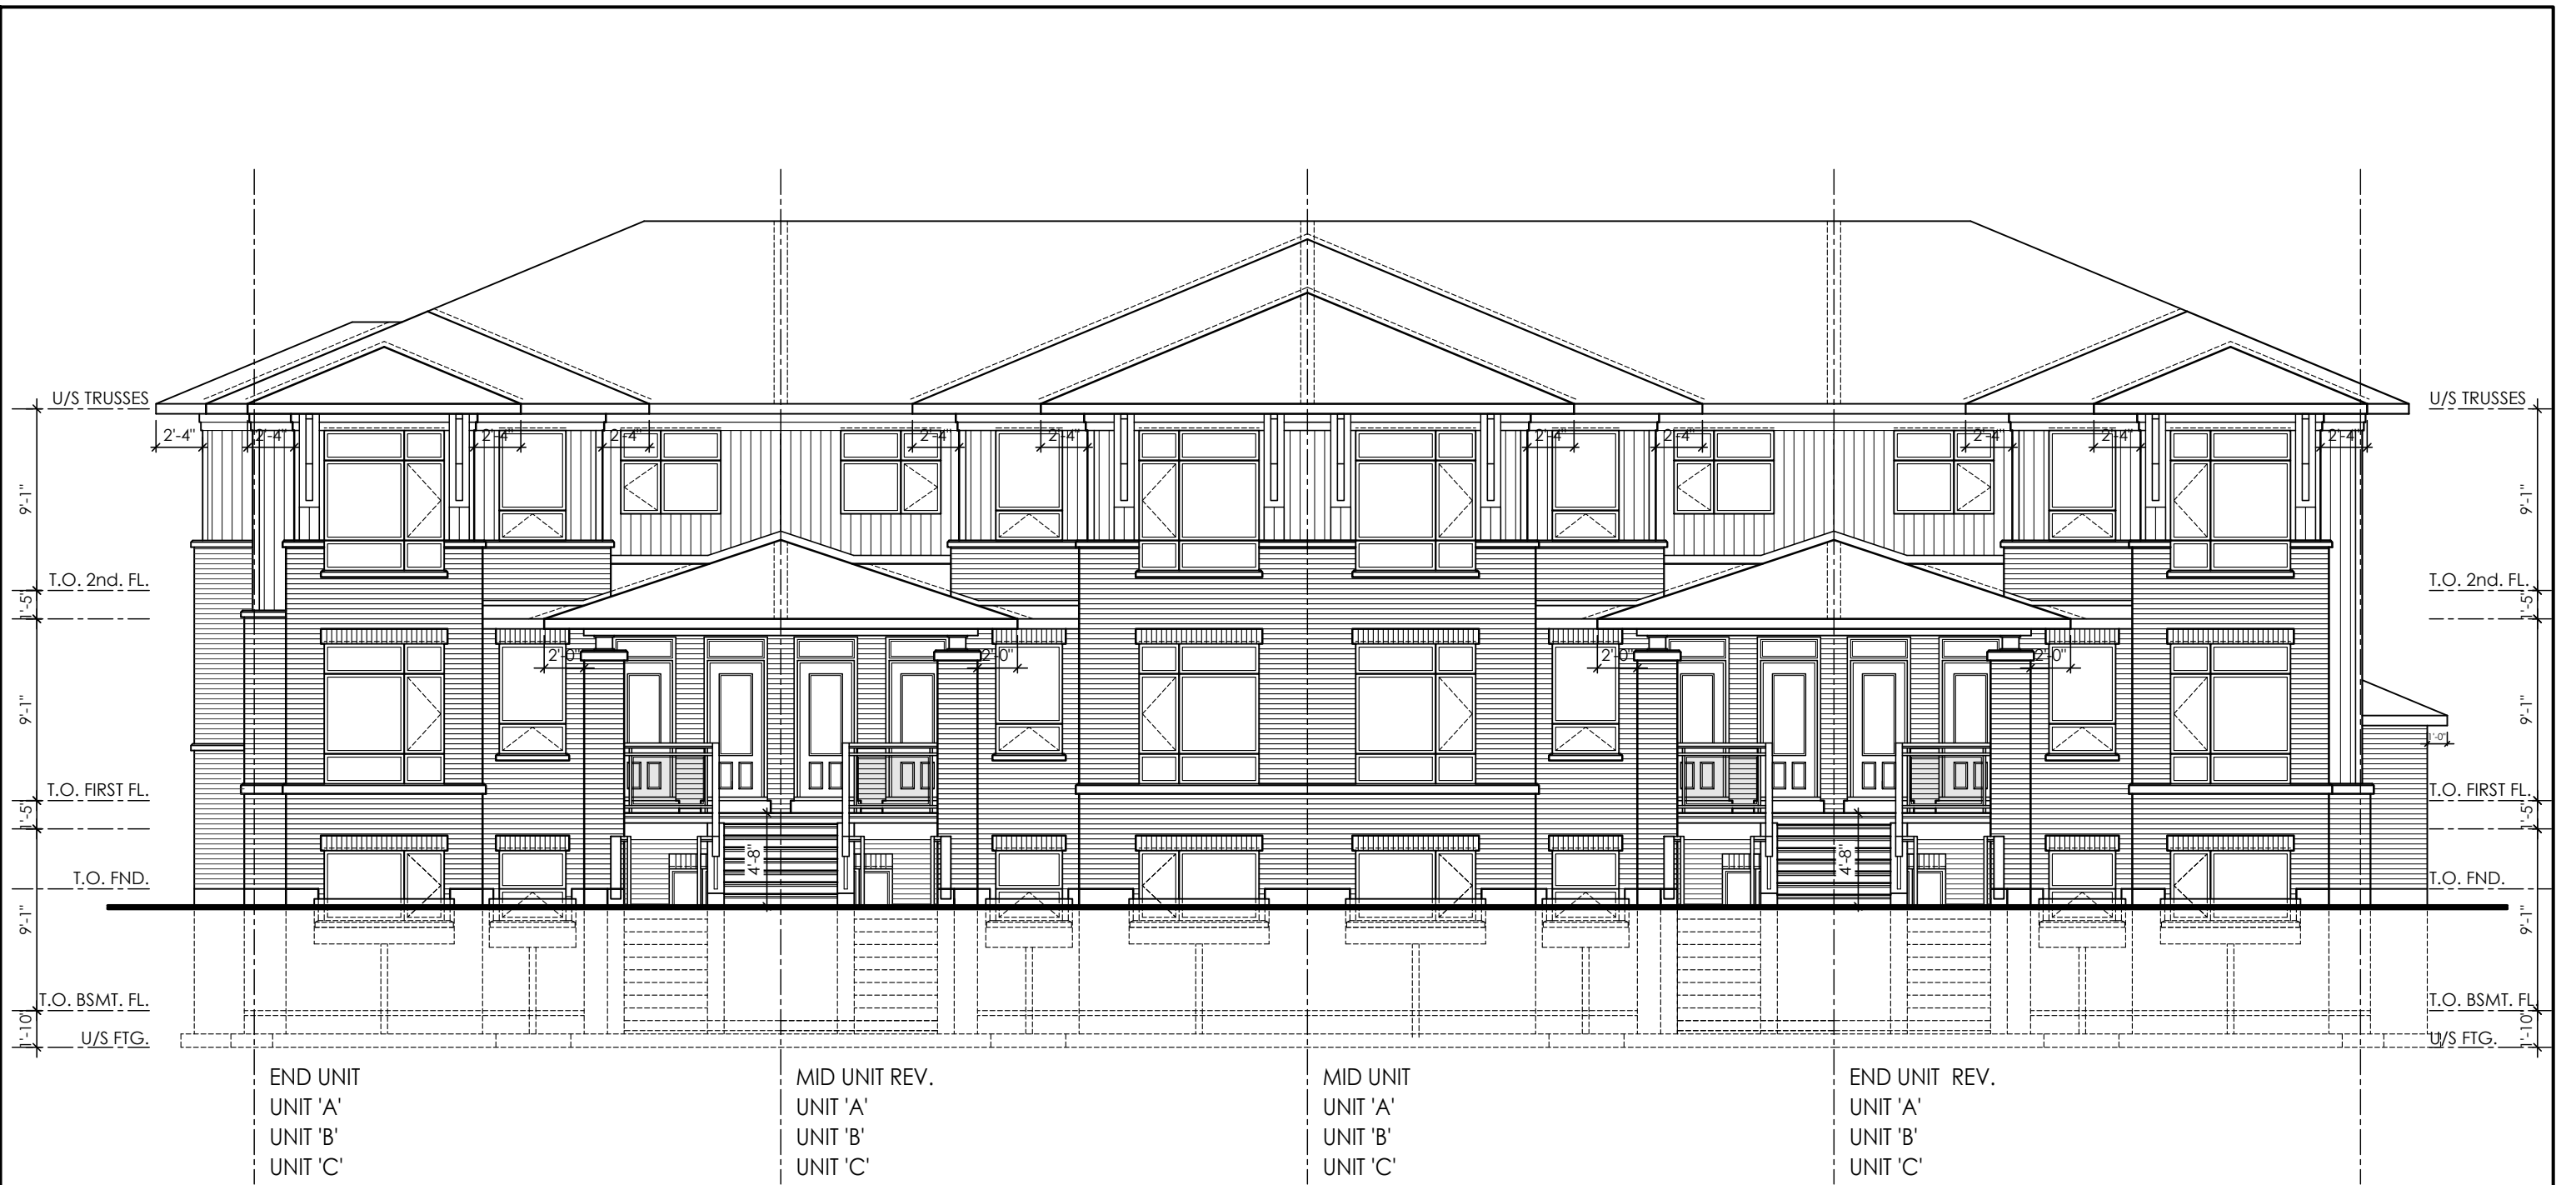 U/S TRUSSES
U/S TRUSSES
2'-4"
2'-4"
2'-4"
2'-4"
2'-4"
2'-4"
2'-4"
2'-4"
2'-4"
2'-4"
2'-4"
9'-1"
9'-1"
T.O. 2nd. FL.
T.O. 2nd. FL.
1'-5"
1'-5"
2'-0"
2'-0"
2'-0"
2'-0"
9'-1"
9'-1"
1'-0"
T.O. FIRST FL.
T.O. FIRST FL.
1'-5"
1'-5"
4'-8"
4'-8"
T.O. FND.
T.O. FND.
9'-1"
9'-1"
T.O. BSMT. FL.
T.O. BSMT. FL.
1'-10"
1'-10"
U/S FTG.
U/S FTG.
END UNIT
UNIT 'A'
UNIT 'B'
UNIT 'C'
MID UNIT REV.
UNIT 'A'
UNIT 'B'
UNIT 'C'
MID UNIT
UNIT 'A'
UNIT 'B'
UNIT 'C'
END UNIT REV.
UNIT 'A'
UNIT 'B'
UNIT 'C'